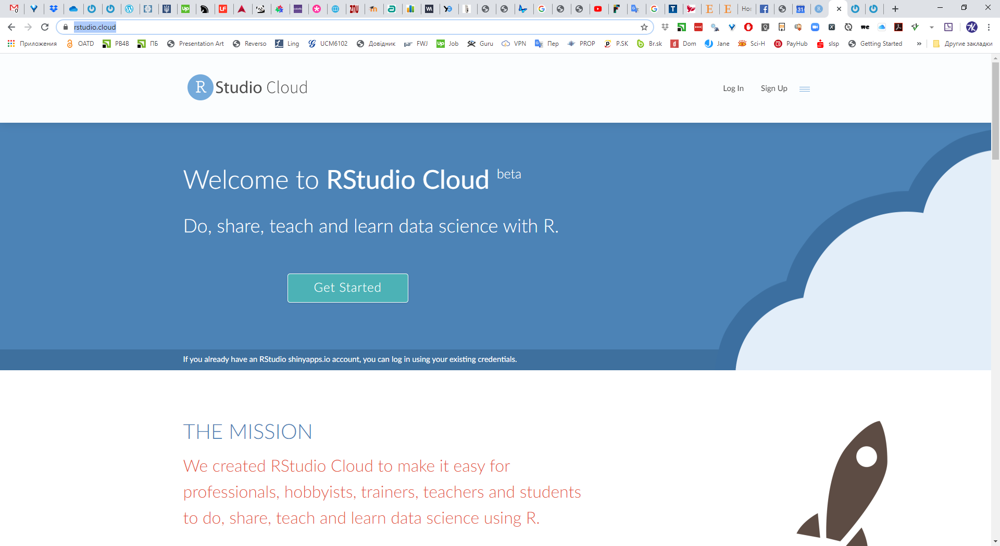 rstudio.cloud
Приложения OATD PB4B ПБ Presentation Art Reverso Ling UCM6102 Довідник FWJ Job Guru VPN Пер PROP P.SK Br.sk Dom Jane Sci-H PayHub slsp Getting Started » Другие закладки
R Studio Cloud
Log In Sign Up
Welcome to RStudio Cloud beta
Do, share, teach and learn data science with R.
Get Started
If you already have an RStudio shinyapps.io account, you can log in using your existing credentials.
THE MISSION
We created RStudio Cloud to make it easy for
professionals, hobbyists, trainers, teachers and students
to do, share, teach and learn data science using R.